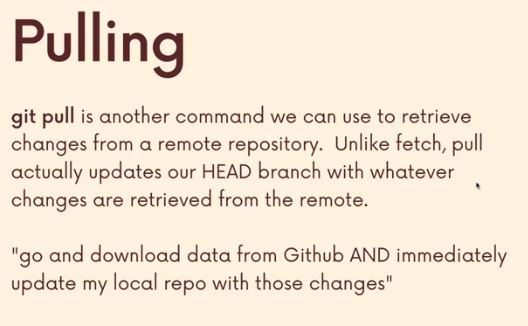 Pulling
git pull is another command we can use to retrieve
changes from a remote repository.  Unlike fetch, pull
actually updates our HEAD branch with whatever
changes are retrieved from the remote.
"go and download data from Github AND immediately
update my local repo with those changes"